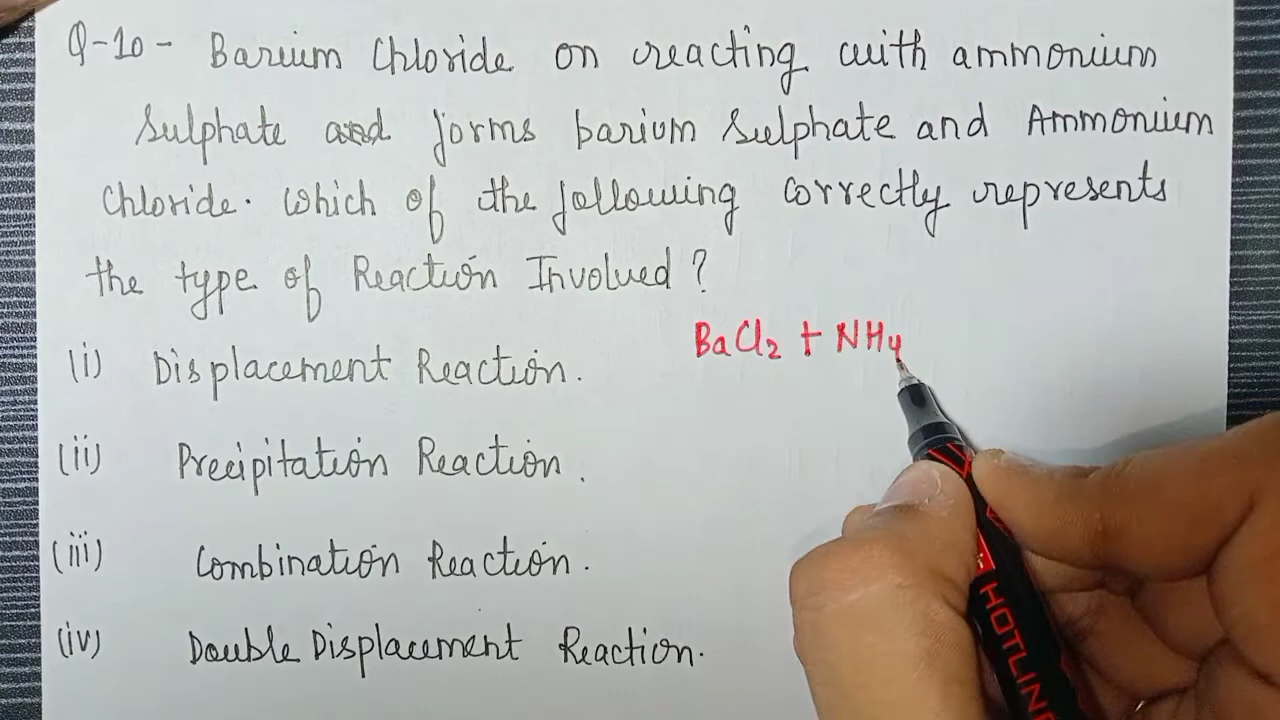 Q-10- Barium Chloride on reacting with ammonium
Sulphate and forms barium Sulphate and Ammonium
Chloride. Which of the following correctly represents
the type of Reaction Involved?
BaCl2 + NH4
(i) Displacement Reaction.
(ii) Precipitation Reaction.
(iii) Combination Reaction.
(iv) Double Displacement Reaction.
HOTLINE